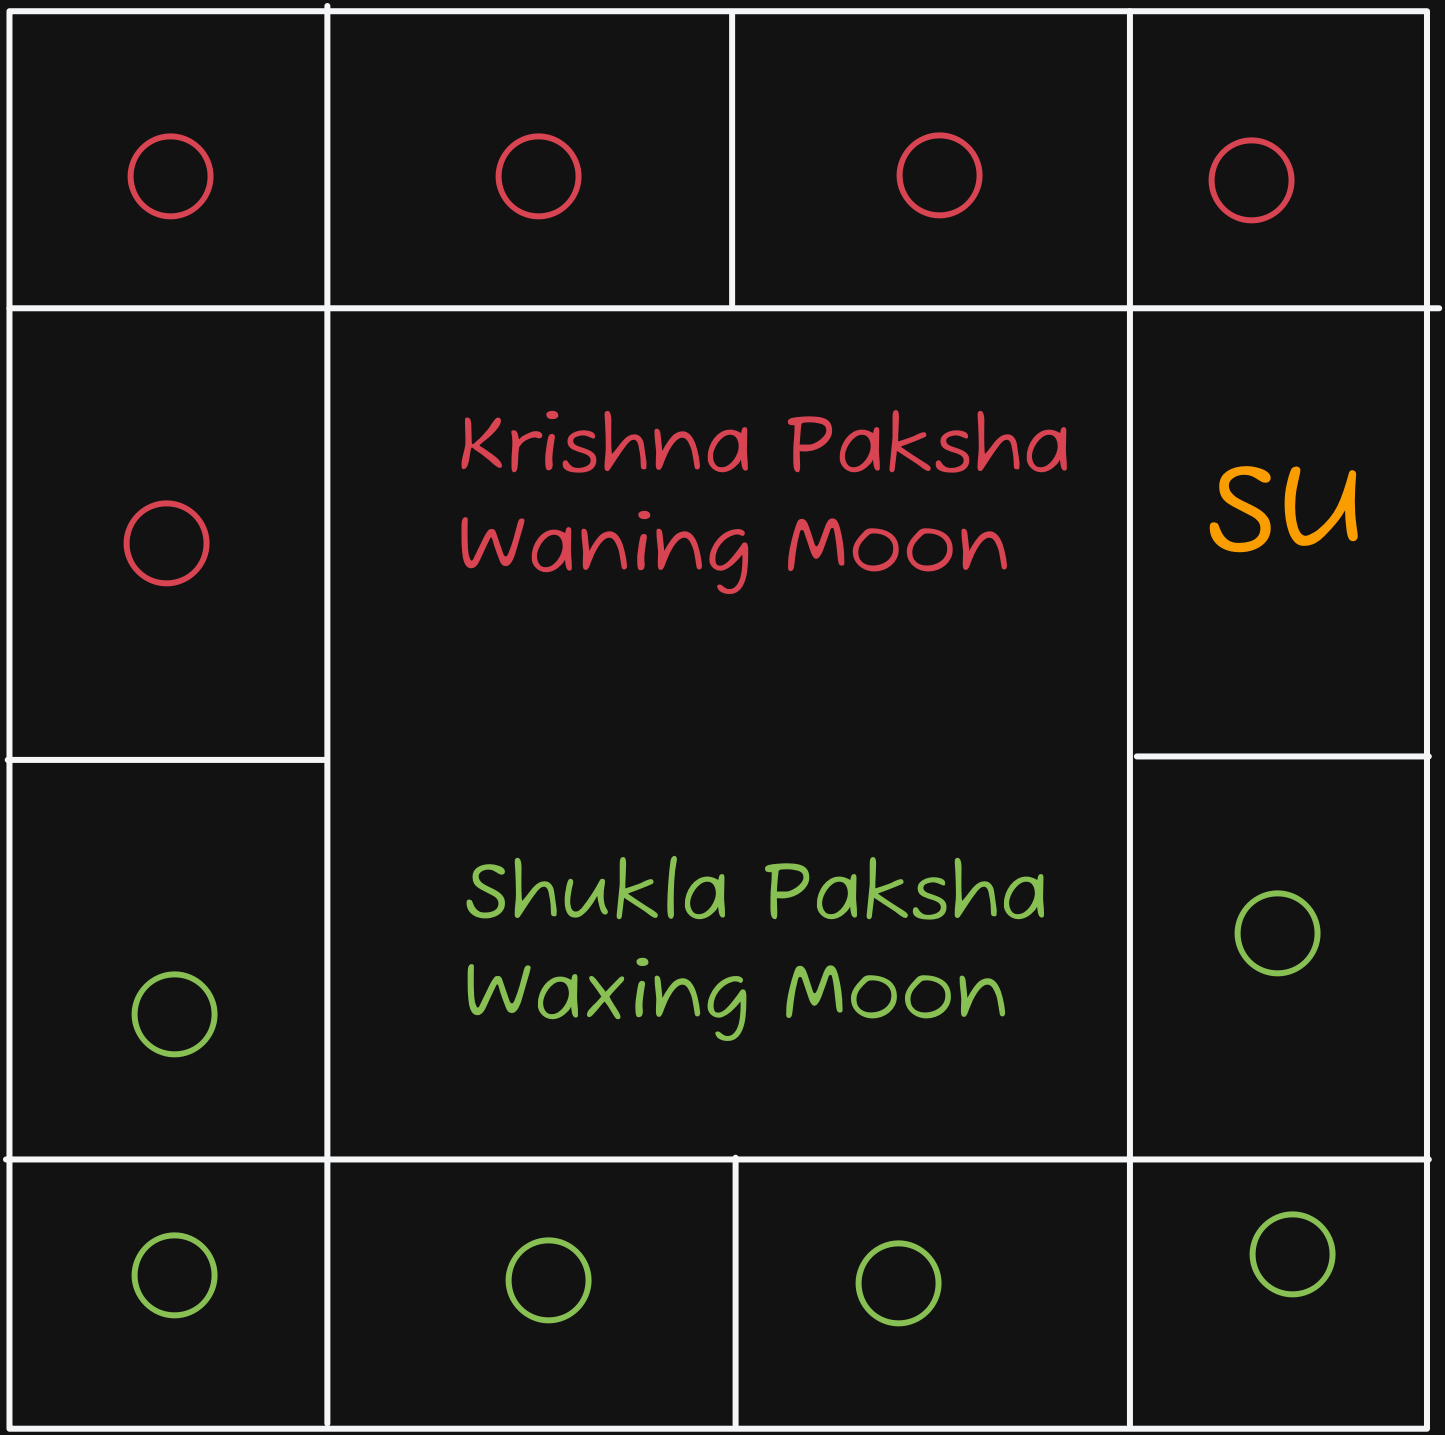 Krishna Paksha
Waning Moon
SU
Shukla Paksha
Waxing Moon